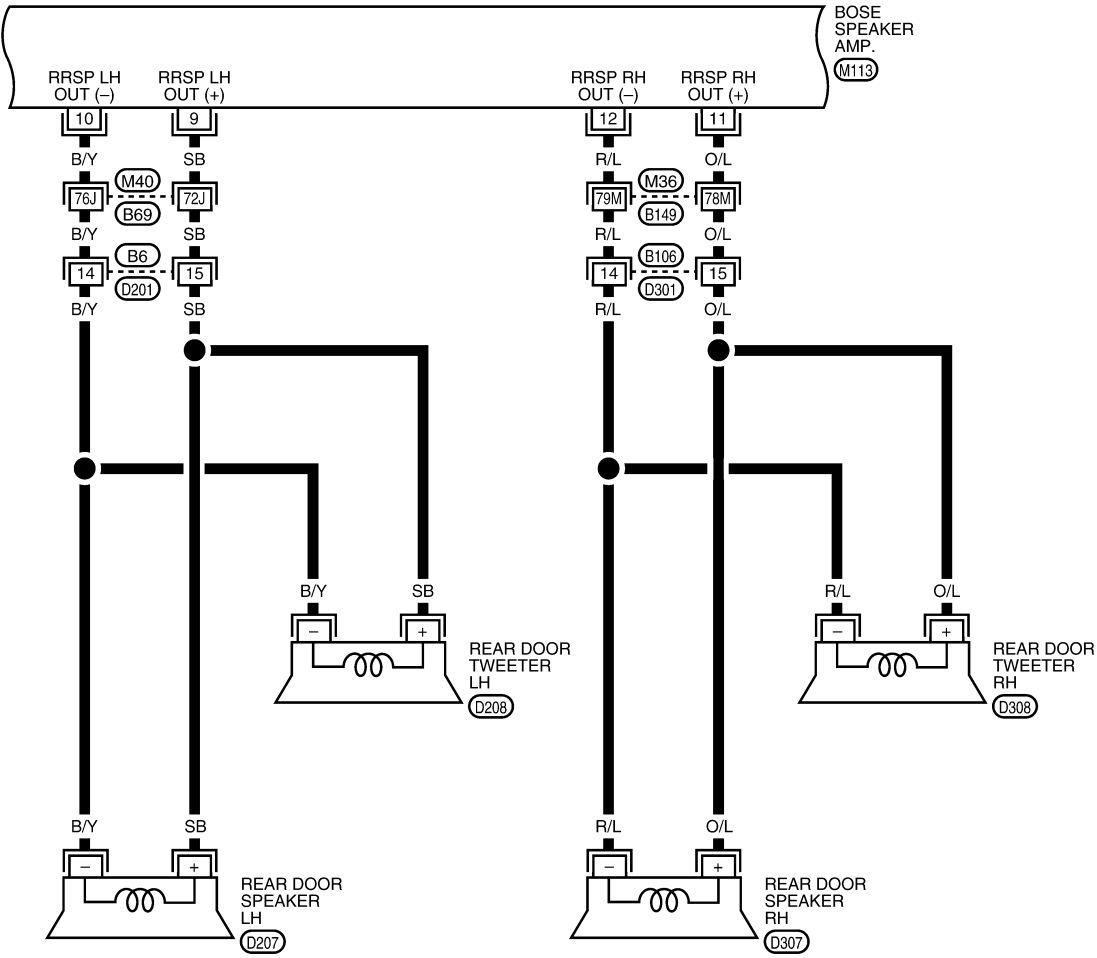 BOSE
SPEAKER
AMP.
M113
RRSP LH
OUT (–)
RRSP LH
OUT (+)
RRSP RH
OUT (–)
RRSP RH
OUT (+)
10
9
12
11
B/Y
SB
R/L
O/L
76J
M40
B69
72J
79M
M36
B149
78M
B/Y
SB
R/L
O/L
14
B6
D201
15
14
B106
D301
15
B/Y
SB
R/L
O/L
B/Y
SB
R/L
O/L
–
+
–
+
REAR DOOR
TWEETER
LH
D208
REAR DOOR
TWEETER
RH
D308
B/Y
SB
R/L
O/L
–
+
–
+
REAR DOOR
SPEAKER
LH
D207
REAR DOOR
SPEAKER
RH
D307